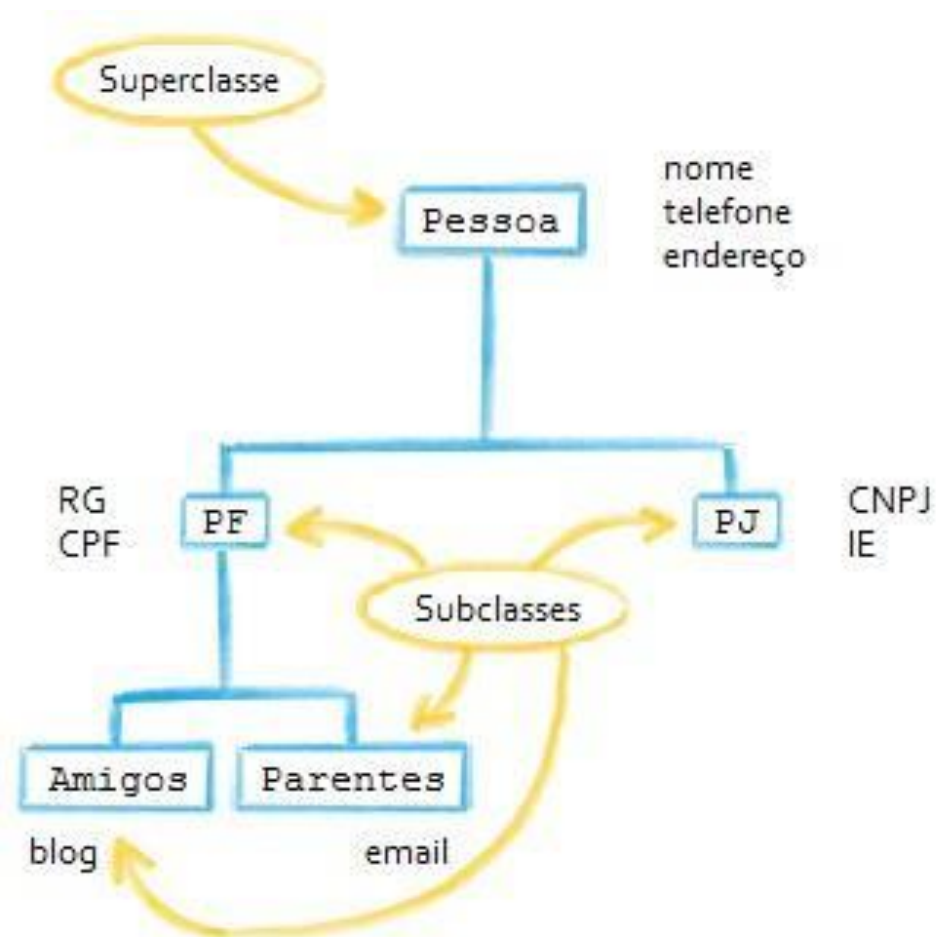 Superclasse
Pessoa
nome
telefone
endereço
RG
CPF
PF
PJ
CNPJ
IE
Subclasses
Amigos
Parentes
blog
email